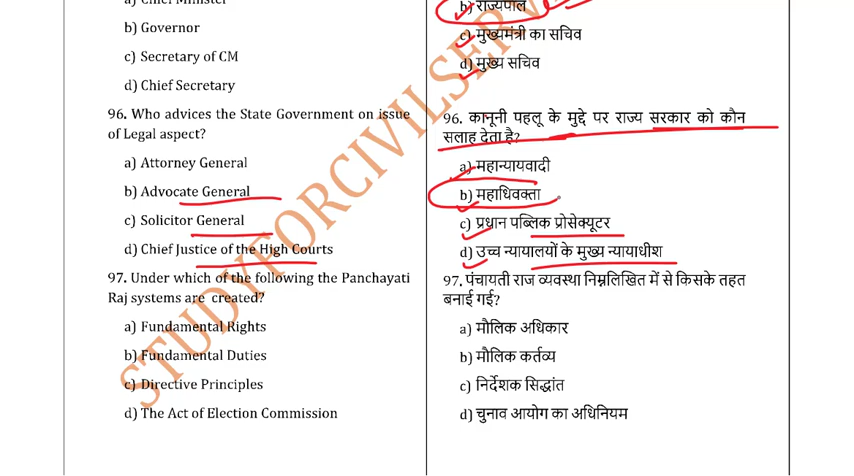 a) Chief Minister
b) Governor
c) Secretary of CM
d) Chief Secretary
96. Who advices the State Government on issue
of Legal aspect?
a) Attorney General
b) Advocate General
c) Solicitor General
d) Chief Justice of the High Courts
97. Under which of the following the Panchayati
Raj systems are created?
a) Fundamental Rights
b) Fundamental Duties
c) Directive Principles
d) The Act of Election Commission
b) राज्यपाल
c) मुख्यमंत्री का सचिव
d) मुख्य सचिव
96. कानूनी पहलू के मुद्दे पर राज्य सरकार को कौन
सलाह देता है?
a) महान्यायवादी
b) महाधिवक्ता
c) प्रधान पब्लिक प्रोसेक्यूटर
d) उच्च न्यायालयों के मुख्य न्यायाधीश
97. पंचायती राज व्यवस्था निम्नलिखित में से किसके तहत
बनाई गई?
a) मौलिक अधिकार
b) मौलिक कर्तव्य
c) निर्देशक सिद्धांत
d) चुनाव आयोग का अधिनियम
STUDYFORCIVILSERV